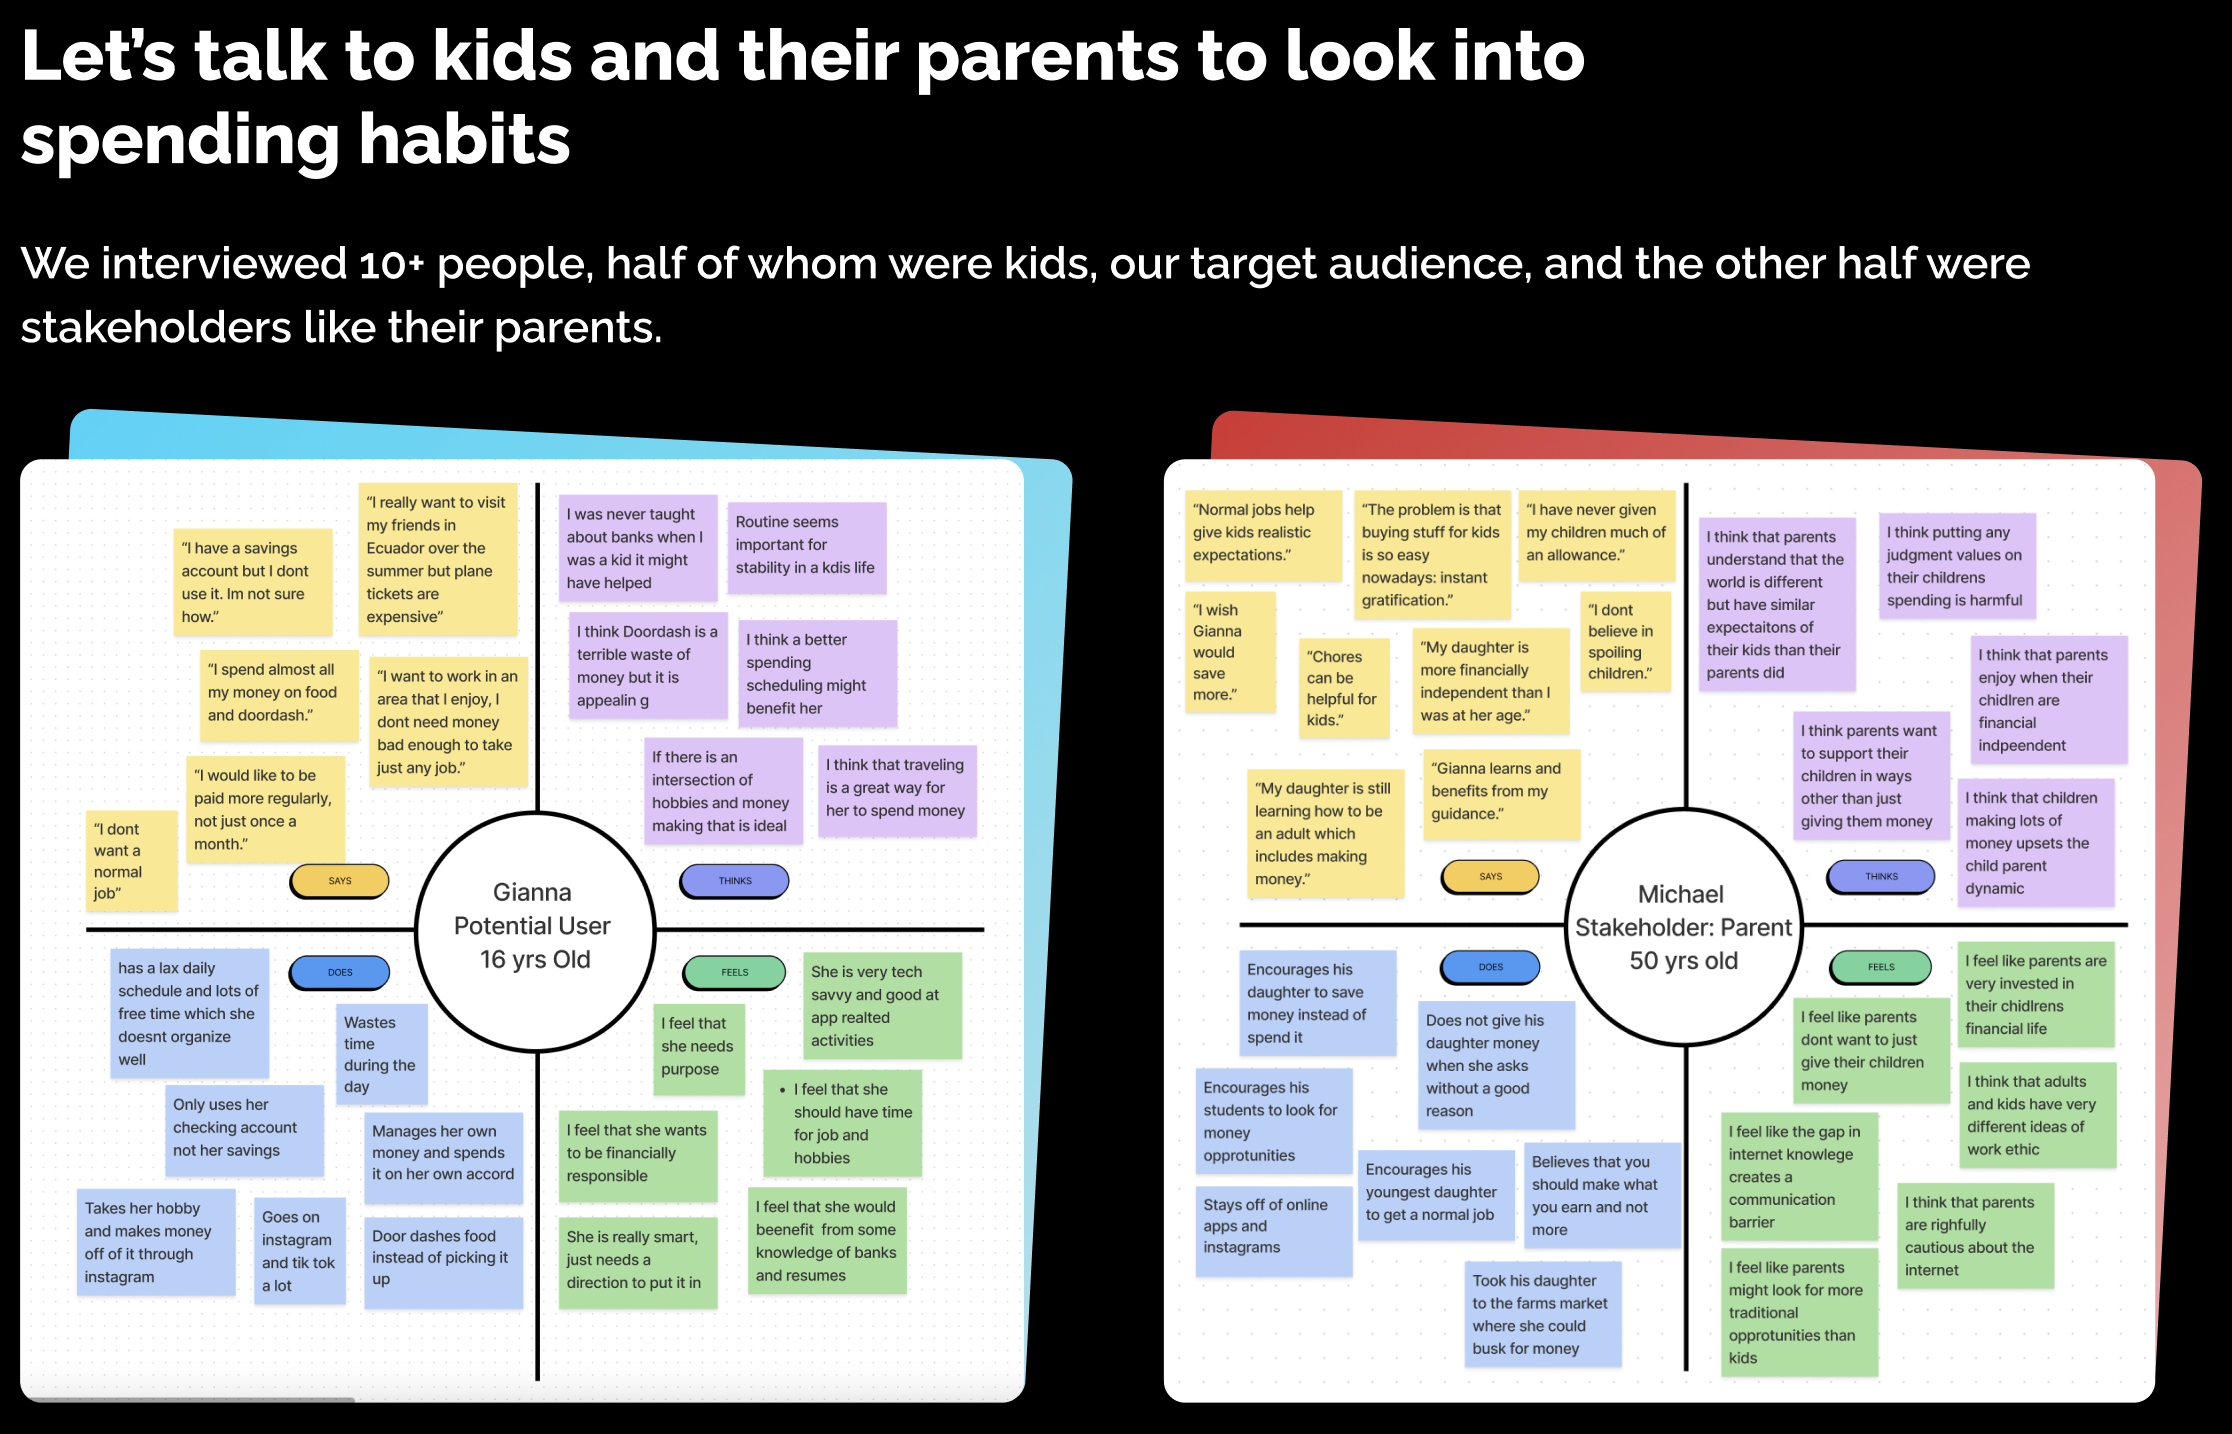 Let's talk to kids and their parents to look into
spending habits
We interviewed 10+ people, half of whom were kids, our target audience, and the other half were
stakeholders like their parents.
“I have a savings
account but I dont
use it. Im not sure
how.”
“I really want to visit
my friends in
Ecuador over the
summer but plane
tickets are
expensive”
“I spend almost all
my money on food
and doordash.”
“I want to work in an
area that I enjoy, I
dont need money
bad enough to take
just any job.”
“I would like to be
paid more regularly,
not just once a
month.”
“I dont
want a
normal
job”
SAYS
I was never taught
about banks when I
was a kid it might
have helped
Routine seems
important for
stability in a kdis life
I think Doordash is a
terrible waste of
money but it is
appealin g
I think a better
spending
scheduling might
benefit her
If there is an
intersection of
hobbies and money
making that is ideal
I think that traveling
is a great way for
her to spend money
THINKS
Gianna
Potential User
16 yrs Old
has a lax daily
schedule and lots of
free time which she
doesnt organize
well
DOES
Wastes
time
during the
day
Only uses her
checking account
not her savings
Manages her own
money and spends
it on her own accord
Takes her hobby
and makes money
off of it through
instagram
Goes on
instagram
and tik tok
a lot
Door dashes food
instead of picking it
up
FEELS
She is very tech
savvy and good at
app realted
activities
I feel that
she needs
purpose
• I feel that she
should have time
for job and
hobbies
I feel that she wants
to be financially
responsible
I feel that she would
beenefit from some
knowledge of banks
and resumes
She is really smart,
just needs a
direction to put it in
“Normal jobs help
give kids realistic
expectations.”
“The problem is that
buying stuff for kids
is so easy
nowadays: instant
gratification.”
“I have never given
my children much of
an allowance.”
“I wish
Gianna
would
save
more.”
“Chores
can be
helpful for
kids.”
“My daughter is
more financially
independent than I
was at her age.”
“I dont
believe in
spoiling
children.”
“My daughter is still
learning how to be
an adult which
includes making
money.”
“Gianna learns and
benefits from my
guidance.”
SAYS
I think that parents
understand that the
world is different
but have similar
expectaitons of
their kids than their
parents did
I think putting any
judgment values on
their childrens
spending is harmful
I think that parents
enjoy when their
chidlren are
financial
indpeendent
I think parents want
to support their
children in ways
other than just
giving them money
I think that children
making lots of
money upsets the
child parent
dynamic
THINKS
Michael
Stakeholder: Parent
50 yrs old
Encourages his
daughter to save
money instead of
spend it
DOES
Does not give his
daughter money
when she asks
without a good
reason
Encourages his
students to look for
money
opprotunities
Encourages his
youngest daughter
to get a normal job
Believes that you
should make what
you earn and not
more
Stays off of online
apps and
instagrams
Took his daughter
to the farms market
where she could
busk for money
FEELS
I feel like parents are
very invested in
their chidlrens
financial life
I feel like parents
dont want to just
give their children
money
I think that adults
and kids have very
different ideas of
work ethic
I feel like the gap in
internet knowlege
creates a
communication
barrier
I think that parents
are righfully
cautious about the
internet
I feel like parents
might look for more
traditional
opprotunities than
kids